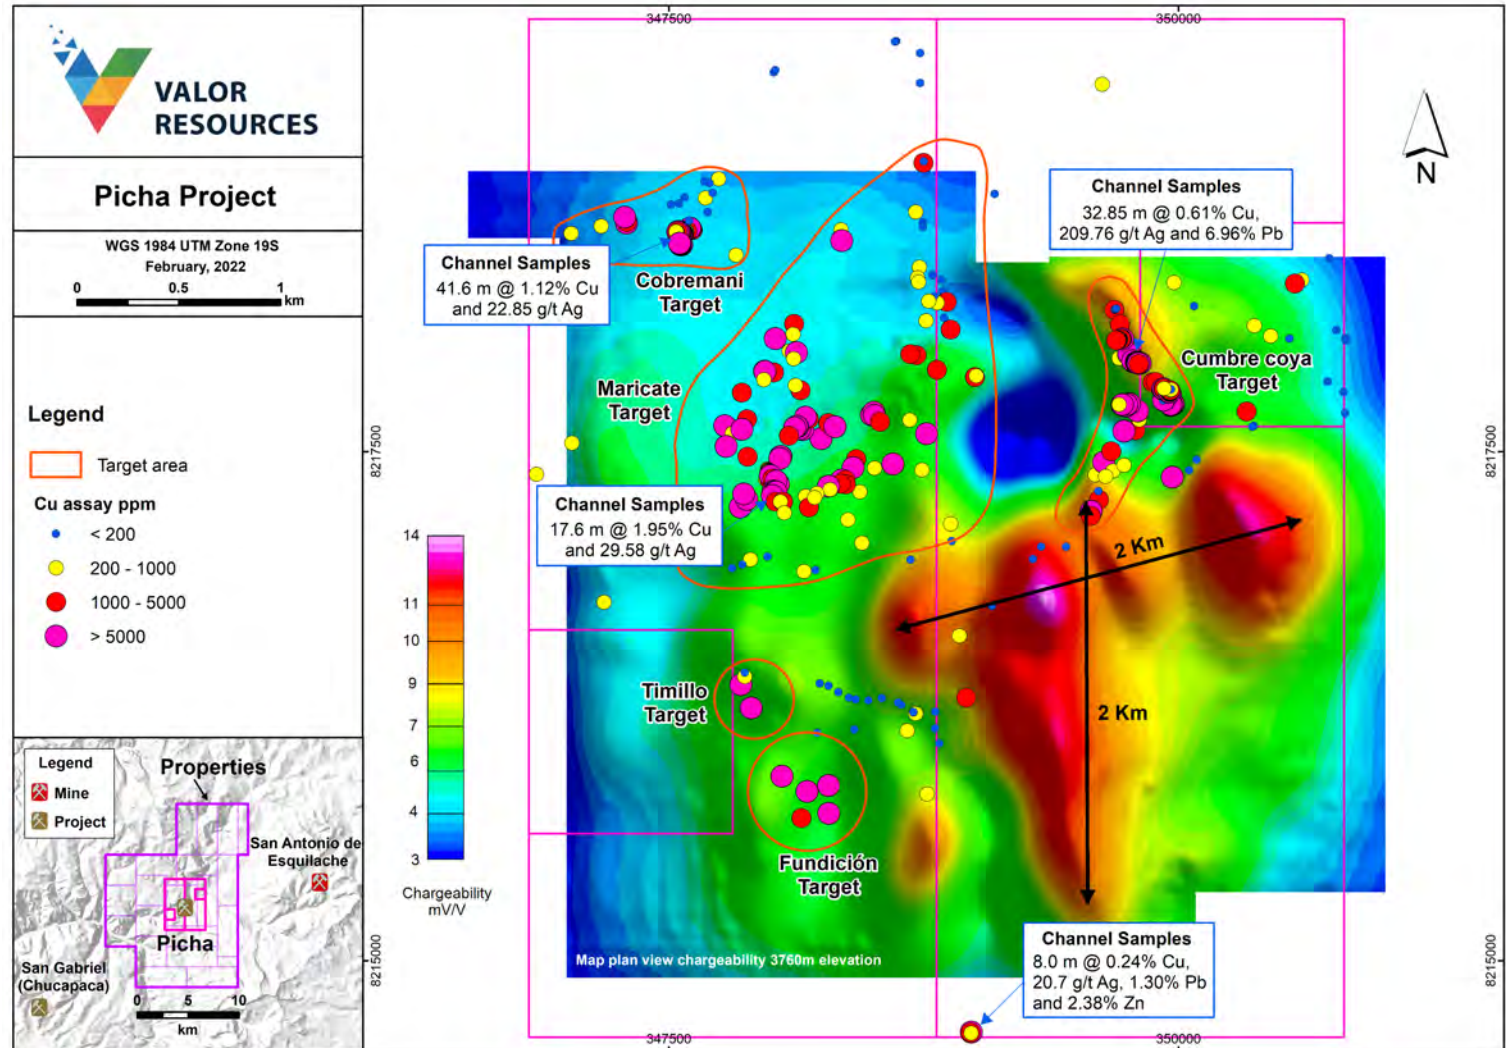 VALOR
RESOURCES
Picha Project
WGS 1984 UTM Zone 19S
February, 2022
0 0.5 1
km
Legend
Target area
Cu assay ppm
< 200
200 - 1000
1000 - 5000
> 5000
Legend
Mine
Project
Properties
San Antonio de
Esquilache
Picha
San Gabriel
(Chucapaca)
0 5 10
km
14
11
10
9
7
6
4
3
Chargeability
mV/V
347500
350000
N
Channel Samples
32.85 m @ 0.61% Cu,
209.76 g/t Ag and 6.96% Pb
Channel Samples
41.6 m @ 1.12% Cu
and 22.85 g/t Ag
Cobremani
Target
Cumbre coya
Target
Maricate
Target
8217500
8217500
Channel Samples
17.6 m @ 1.95% Cu
and 29.58 g/t Ag
2 Km
Timillo
Target
2 Km
Fundición
Target
Channel Samples
8.0 m @ 0.24% Cu,
20.7 g/t Ag, 1.30% Pb
and 2.38% Zn
Map plan view chargeability 3760m elevation
8215000
8215000
347500
350000